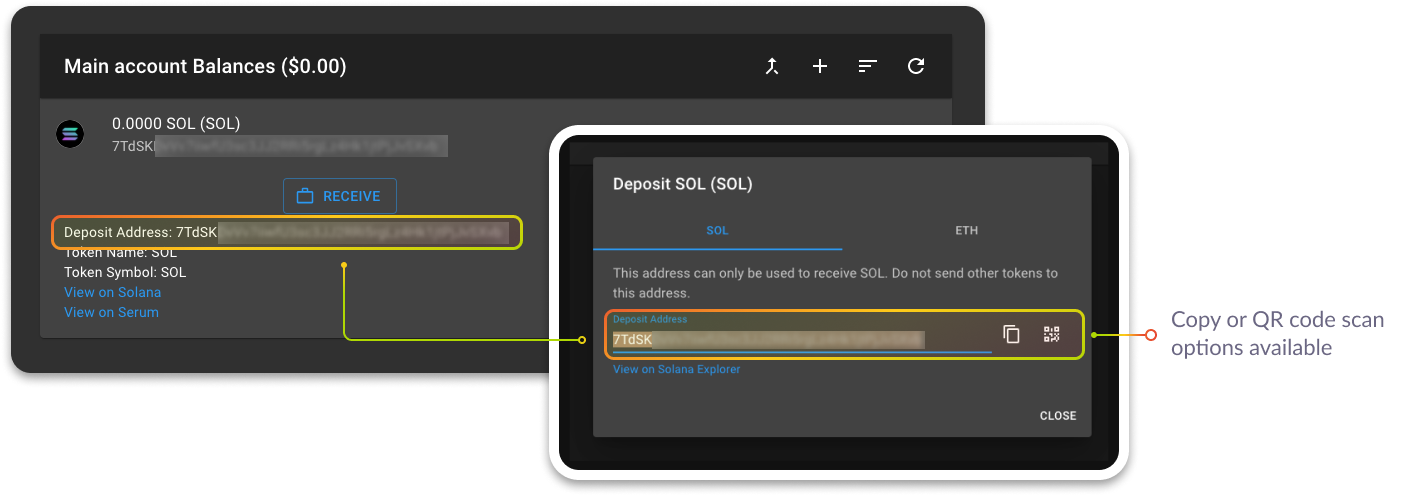 Main account Balances ($0.00)
0.0000 SOL (SOL)
7TdSK
RECEIVE
Deposit Address: 7TdSK
Token Name: SOL
Token Symbol: SOL
View on Solana
View on Serum
Deposit SOL (SOL)
SOL
ETH
This address can only be used to receive SOL. Do not send other tokens to
this address.
Deposit Address
7TdSK
View on Solana Explorer
CLOSE
Copy or QR code scan
options available